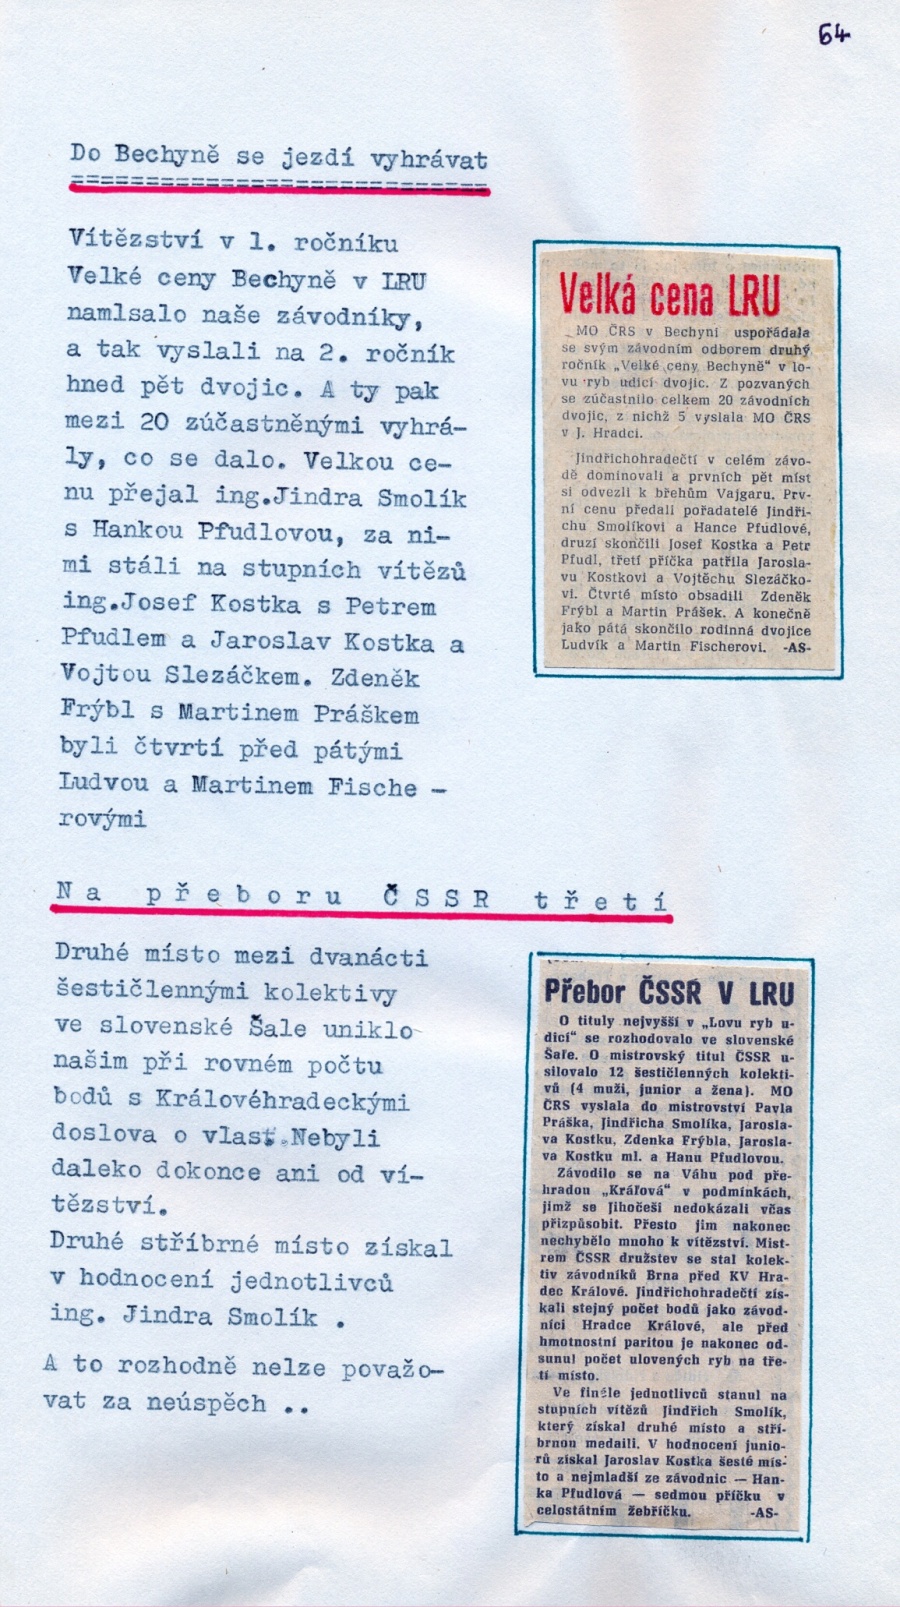 64
Do Bechyně se jezdí vyhrávat
============================
Vítězství v 1. ročníku
Velké ceny Bechyně v LRU
namlsalo naše závodníky,
a tak vyslali na 2. ročník
hned pět dvojic. A ty pak
mezi 20 zúčastněnými vyhrá-
ly, co se dalo. Velkou ce-
nu přejal ing.Jindra Smolík
s Hankou Pfudlovou, za ni-
mi stáli na stupních vítězů
ing.Josef Kostka s Petrem
Pfudlem a Jaroslav Kostka a
Vojtou Slezáčkem. Zdeněk
Frýbl s Martinem Práškem
byli čtvrtí před pátými
Ludvou a Martinem Fische -
rovými
Velká cena LRU
MO ČRS v Bechyni uspořádala
se svým závodním odborem druhý
ročník „Velké ceny Bechyně" v lo-
vu ryb udicí dvojic. Z pozvaných
se zúčastnilo celkem 20 závodních
dvojic, z nichž 5 vyslala MO ČRS
v J. Hradci.
Jindřichohradečtí v celém závo-
dě dominovali a prvních pět míst
si odvezli k břehům Vajgaru. Prv-
ní cenu předali pořadatelé Jindři-
chu Smolíkovi a Hance Pfudlové,
druzí skončili Josef Kostka a Petr
Pfudl, třetí příčka patřila Jarosla-
vu Kostkovi a Vojtěchu Slezáčko-
vi. Čtvrté místo obsadili Zdeněk
Frýbl a Martin Prášek. A konečně
jako pátá skončilo rodinná dvojice
Ludvík a Martin Fischerovi. -AS-
Na přeboru ČSSR třetí
Druhé místo mezi dvanácti
šestičlennými kolektivy
ve slovenské Šale uniklo
našim při rovném počtu
bodů s Královéhradeckými
doslova o vlas.Nebyli
daleko dokonce ani od ví-
tězství.
Druhé stříbrné místo získal
v hodnocení jednotlivců
ing. Jindra Smolík .
A to rozhodně nelze považo-
vat za neúspěch ..
Přebor ČSSR V LRU
O tituly nejvyšší v „Lovu ryb u-
dicí" se rozhodovalo ve slovenské
Šaľe. O mistrovský titul ČSSR u-
silovalo 12 šestičlenných kolekti-
vů (4 muži, junior a žena). MO
ČRS vyslala do mistrovství Pavla
Práška, Jindřicha Smolíka, Jarosla-
va Kostku, Zdenka Frýbla, Jarosla-
va Kostku ml. a Hanu Pfudlovou.
Závodilo se na Váhu pod pře-
hradou „Kráľová" v podmínkách,
jimž se Jihočeši nedokázali včas
přizpůsobit. Přesto jim nakonec
nechybělo mnoho k vítězství. Mist-
rem ČSSR družstev se stal kolek-
tiv závodníků Brna před KV Hra-
dec Králové. Jindřichohradečtí zís-
kali stejný počet bodů jako závod-
níci Hradce Králové, ale před
hmotnostní paritou je nakonec od-
sunul počet ulovených ryb na tře-
tí místo.
Ve finále jednotlivců stanul na
stupních vítězů Jindřich Smolík,
který získal druhé místo a stří-
brnou medaili. V hodnocení junio-
rů získal Jaroslav Kostka šesté mís-
to a nejmladší ze závodnic — Han-
ka Pfudlová — sedmou příčku v
celostátním žebříčku. -AS-